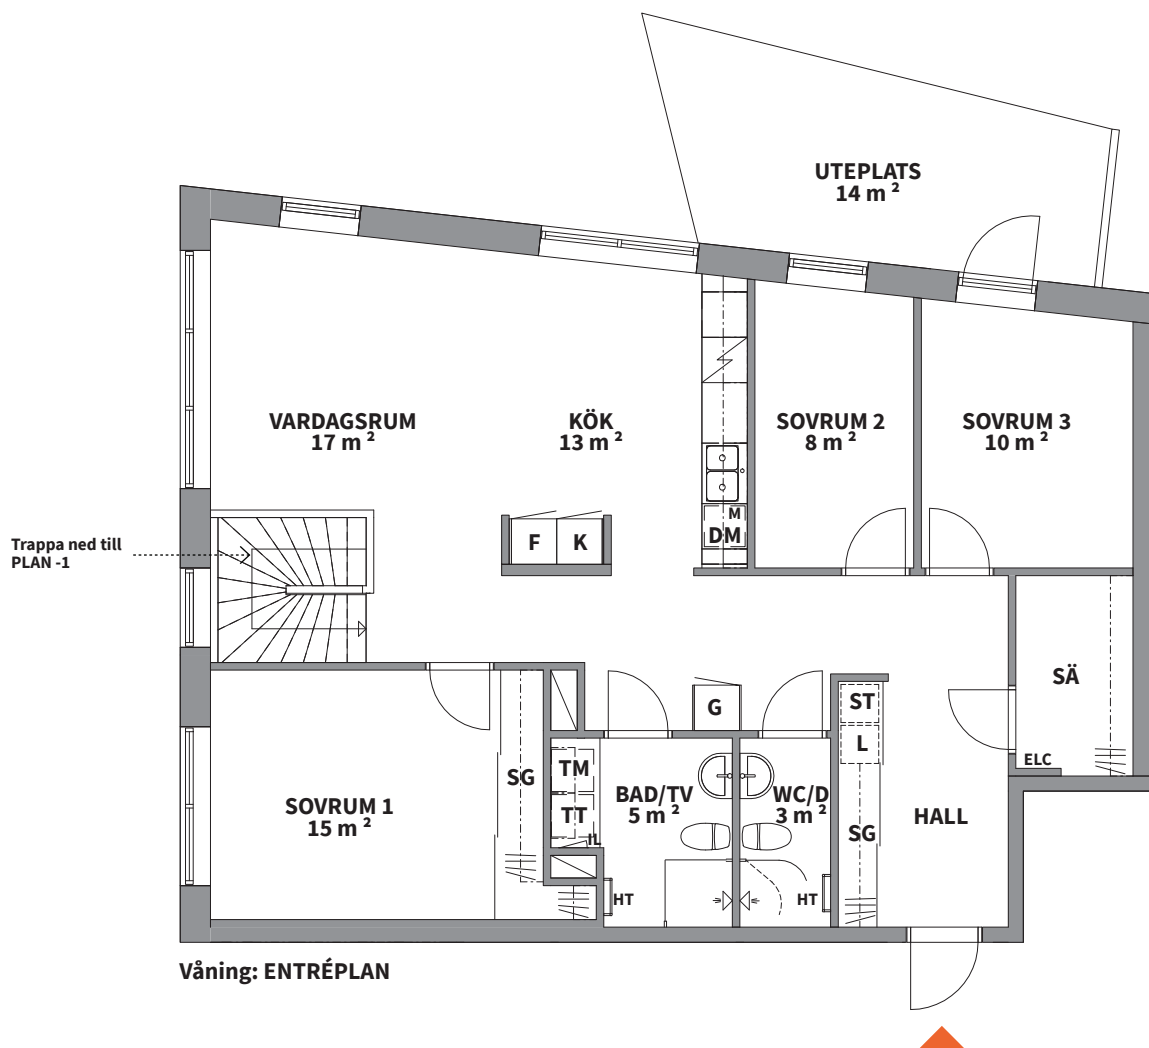 UTEPLATS
14 m ²
VARDAGSRUM
17 m ²
KÖK
13 m ²
SOVRUM 2
8 m ²
SOVRUM 3
10 m ²
M
DM
F
K
Trappa ned till
PLAN -1
SÄ
ELC
G
ST
L
SG
HALL
SG
TM
TT
IL
BAD/TV
5 m ²
WC/D
3 m ²
SOVRUM 1
15 m ²
HT
HT
Våning: ENTRÉPLAN